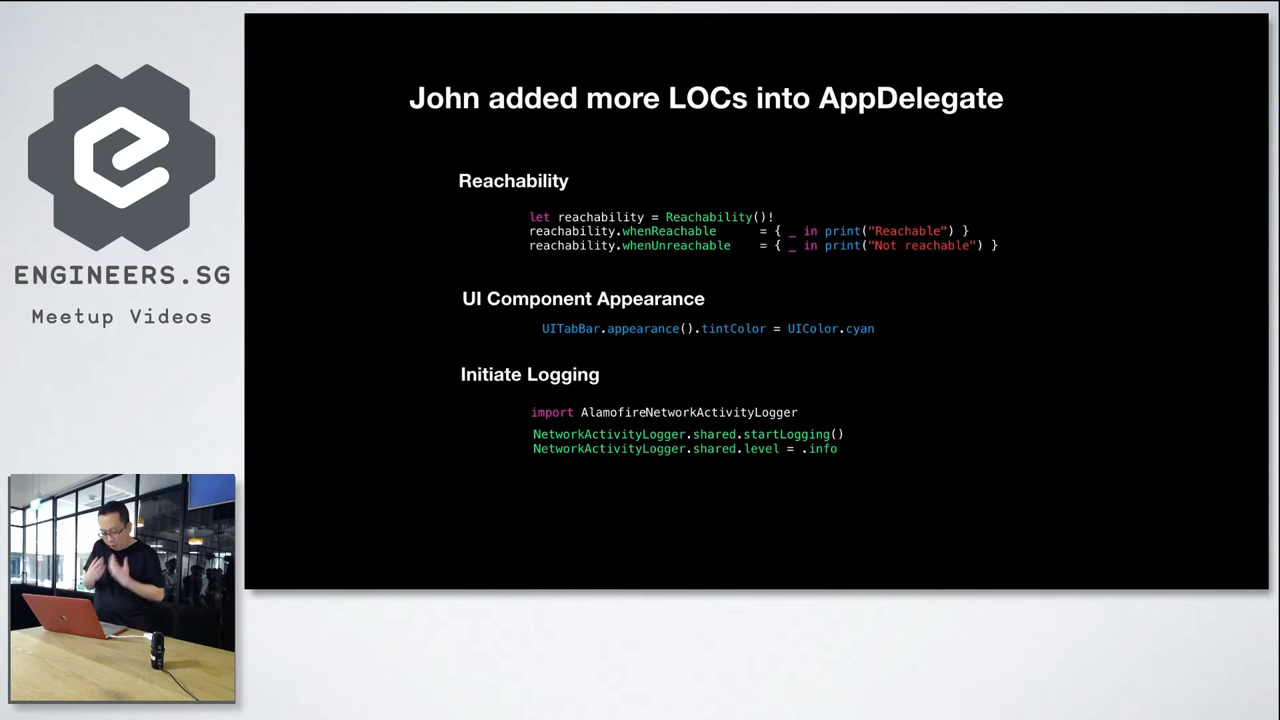 ENGINEERS.SG
Meetup Videos
John added more LOCs into AppDelegate
Reachability
let reachability = Reachability()!
reachability.whenReachable      = { _ in print("Reachable") }
reachability.whenUnreachable    = { _ in print("Not reachable") }
UI Component Appearance
UITabBar.appearance().tintColor = UIColor.cyan
Initiate Logging
import AlamofireNetworkActivityLogger
NetworkActivityLogger.shared.startLogging()
NetworkActivityLogger.shared.level = .info